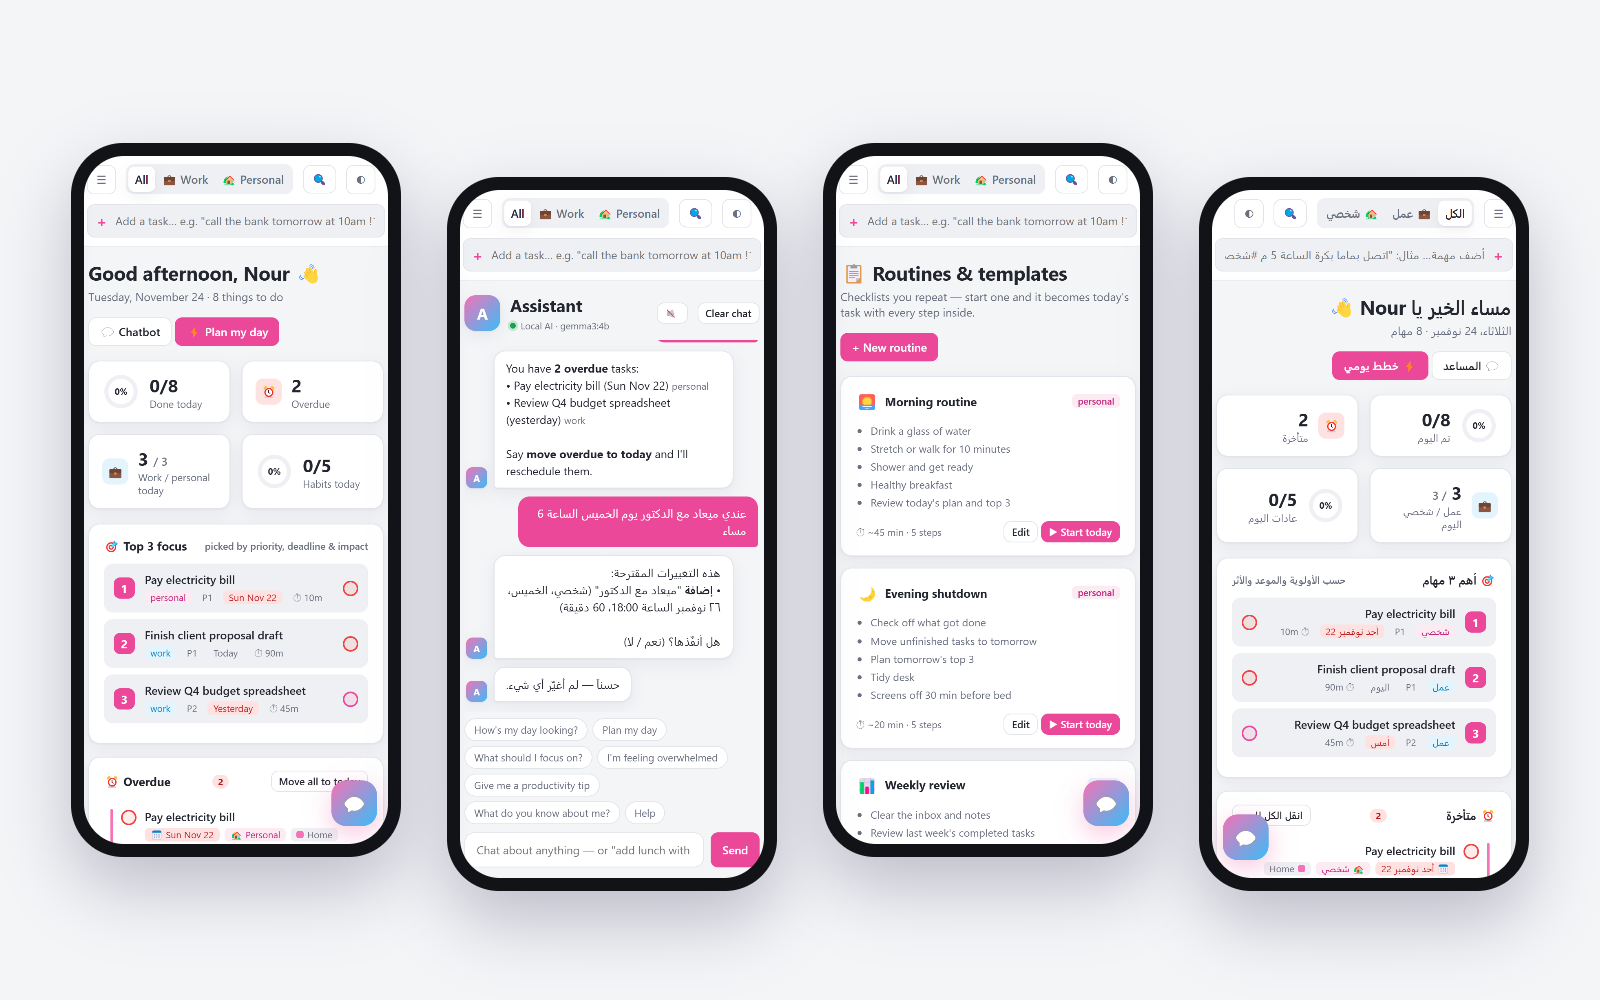 All 💼 Work 🏠 Personal
+ Add a task... e.g. "call the bank tomorrow at 10am !1
Good afternoon, Nour 👋
Tuesday, November 24 · 8 things to do
Chatbot
Plan my day
0%
0/8
Done today
2
Overdue
3 / 3
Work / personal
today
0%
0/5
Habits today
Top 3 focus
picked by priority, deadline & impact
1
Pay electricity bill
personal P1 Sun Nov 22 10m
2
Finish client proposal draft
work P1 Today 90m
3
Review Q4 budget spreadsheet
work P2 Yesterday 45m
Overdue
2
Move all to today
Pay electricity bill
Sun Nov 22 Personal Home
All 💼 Work 🏠 Personal
+ Add a task... e.g. "call the bank tomorrow at 10am !1
A
Assistant
Local AI · gemma3:4b
Clear chat
You have 2 overdue tasks:
• Pay electricity bill (Sun Nov 22) personal
• Review Q4 budget spreadsheet
(yesterday) work
Say move overdue to today and I'll
reschedule them.
A
عندي ميعاد مع الدكتور يوم الخميس الساعة 6
مساء
هذه التغييرات المقترحة:
• إضافة "ميعاد مع الدكتور" (شخصي، الخميس،
٢٦ نوفمبر الساعة 18:00، 60 دقيقة)
هل أنفّذها؟ (نعم / لا)
A
حسناً — لم أغيّر أي شيء.
A
How's my day looking?
Plan my day
What should I focus on?
I'm feeling overwhelmed
Give me a productivity tip
What do you know about me?
Help
Chat about anything — or "add lunch with
Send
All 💼 Work 🏠 Personal
+ Add a task... e.g. "call the bank tomorrow at 10am !1
📋 Routines & templates
Checklists you repeat — start one and it becomes today's
task with every step inside.
+ New routine
Morning routine
personal
• Drink a glass of water
• Stretch or walk for 10 minutes
• Shower and get ready
• Healthy breakfast
• Review today's plan and top 3
~45 min · 5 steps
Edit
▶ Start today
Evening shutdown
personal
• Check off what got done
• Move unfinished tasks to tomorrow
• Plan tomorrow's top 3
• Tidy desk
• Screens off 30 min before bed
~20 min · 5 steps
Edit
▶ Start today
Weekly review
• Clear the inbox and notes
• Review last week's completed tasks
الكل 💼 عمل 🏠 شخصي
+ أضف مهمة... مثال: "اتصل بماما بكرة الساعة 5 م #شخص
مساء الخير يا Nour 👋
الثلاثاء، 24 نوفمبر · 8 مهام
المساعد
خطط يومي
0%
0/8
تم اليوم
2
متأخرة
3 / 3
عمل / شخصي
اليوم
0%
0/5
عادات اليوم
أهم ٣ مهام
حسب الأولوية والموعد والأثر
1
Pay electricity bill
شخصي P1 أحد نوفمبر 22 10m
2
Finish client proposal draft
عمل P1 اليوم 90m
3
Review Q4 budget spreadsheet
عمل P2 أمس 45m
متأخرة
2
انقل الكل
Pay electricity bill
أحد نوفمبر 22 شخصي Home